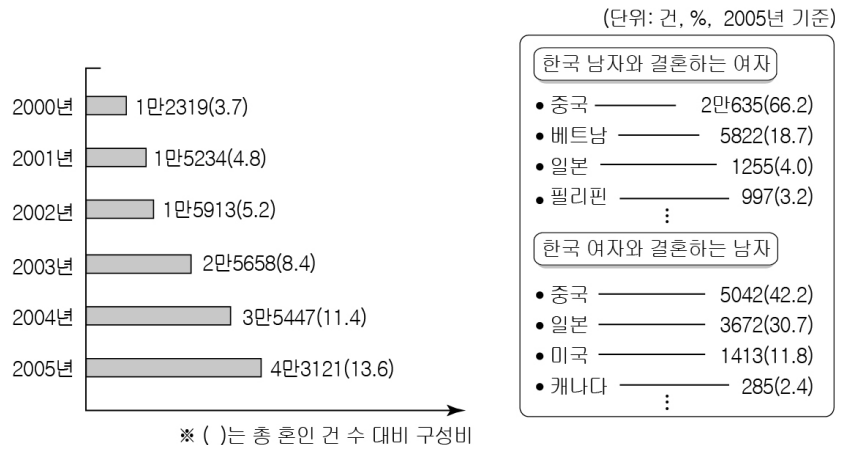 (단위: 건, %, 2005년 기준)
2000년 1만2319(3.7)
2001년 1만5234(4.8)
2002년 1만5913(5.2)
2003년 2만5658(8.4)
2004년 3만5447(11.4)
2005년 4만3121(13.6)
※ ( )는 총 혼인 건 수 대비 구성비
한국 남자와 결혼하는 여자
• 중국 2만635(66.2)
• 베트남 5822(18.7)
• 일본 1255(4.0)
• 필리핀 997(3.2)
⋮
한국 여자와 결혼하는 남자
• 중국 5042(42.2)
• 일본 3672(30.7)
• 미국 1413(11.8)
• 캐나다 285(2.4)
⋮